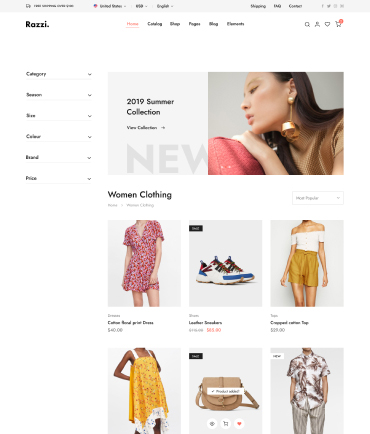 FREE SHIPPING OVER $100
United States
USD
English
Shipping
FAQ
Contact
Razzi.
Home
Catalog
Shop
Pages
Blog
Elements
Category
Season
Size
Colour
Brand
Price
2019 Summer
Collection
View Collection
NEW
Women Clothing
Home
Women Clothing
Most Popular
SALE
Dresses
Cotton floral print Dress
$40.00
Shoes
Leather Sneakers
$60.00
Tops
Cropped cotton Top
$29.00
SALE
Product added!
NEW